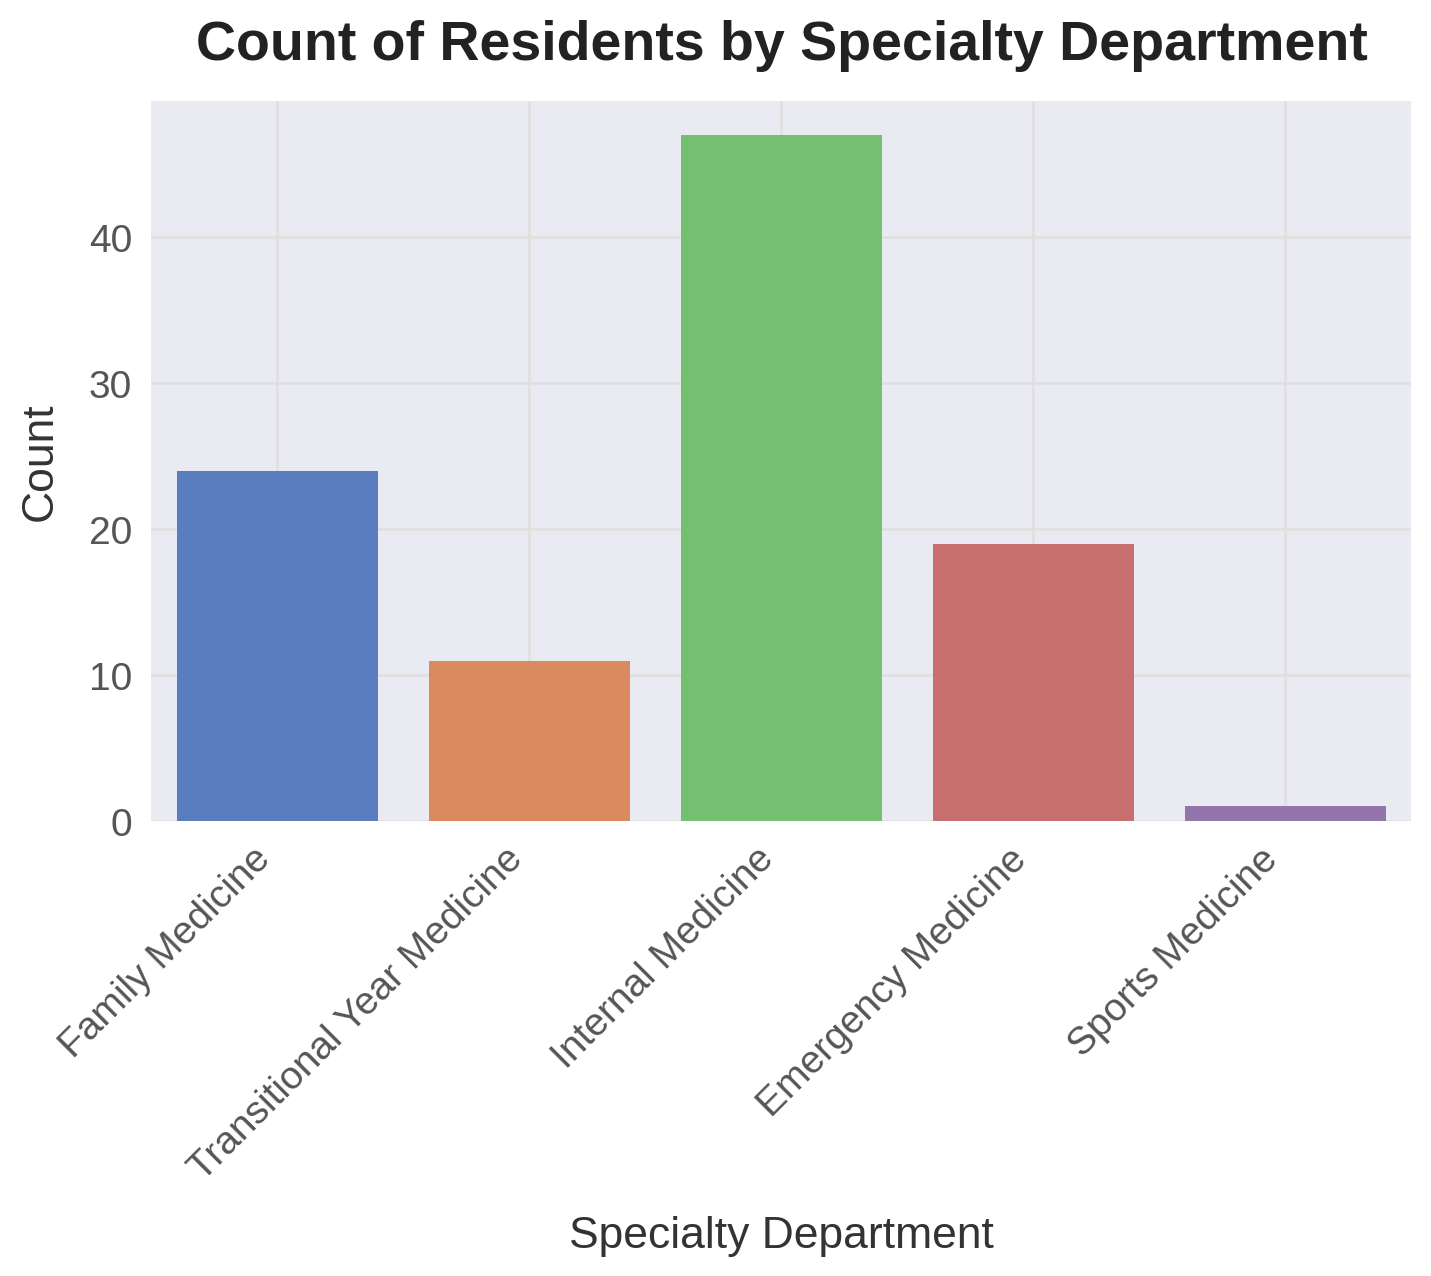 Count of Residents by Specialty Department
Count
40
30
20
10
0
Family Medicine
Transitional Year Medicine
Internal Medicine
Emergency Medicine
Sports Medicine
Specialty Department